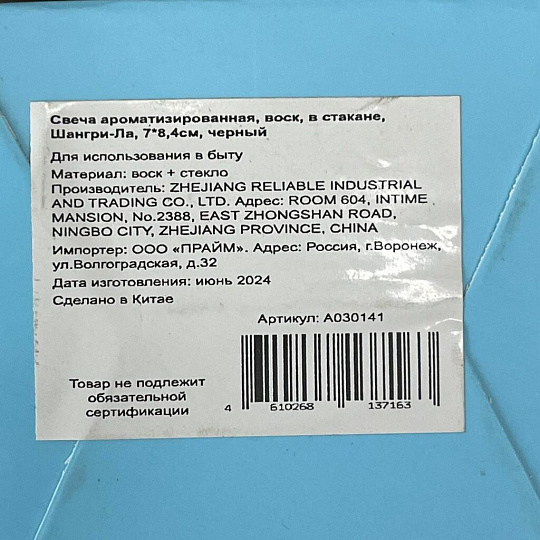 Свеча ароматизированная, воск, в стакане,
Шангри-Ла, 7*8,4см, черный
Для использования в быту
Материал: воск + стекло
Производитель: ZHEJIANG RELIABLE INDUSTRIAL
AND TRADING CO., LTD. Адрес: ROOM 604, INTIME
MANSION, No.2388, EAST ZHONGSHAN ROAD,
NINGBO CITY, ZHEJIANG PROVINCE, CHINA
Импортер: ООО «ПРАЙМ». Адрес: Россия, г.Воронеж,
ул.Волгоградская, д.32
Дата изготовления: июнь 2024
Сделано в Китае
Артикул: А030141
Товар не подлежит
обязательной
сертификации
4 610268 137163